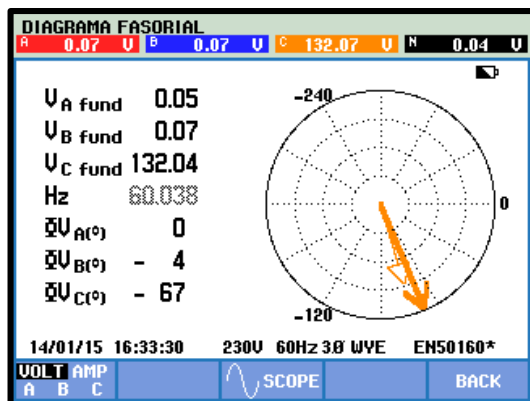 DIAGRAMA FASORIAL
A 0.07 V B 0.07 V C 132.07 V N 0.04 V
VA fund 0.05
VB fund 0.07
VC fund 132.04
Hz 60.038
ΦVA(°) 0
ΦVB(°) - 4
ΦVC(°) - 67
-240
0
-120
14/01/15 16:33:30 230V 60Hz 3Ø WYE EN50160*
VOLT AMP
A B C
SCOPE
BACK